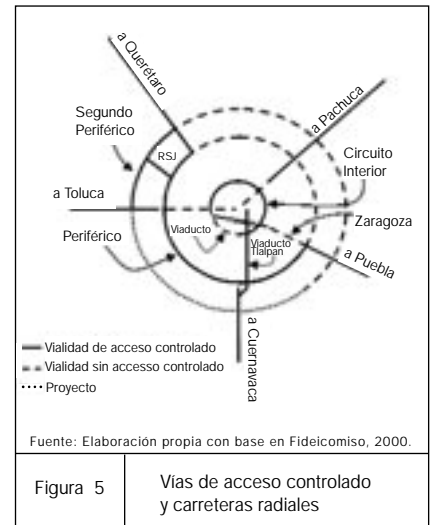 a Querétaro
Segundo
Periférico
a Pachuca
RSJ
Circuito
Interior
a Toluca
Viaducto
Zaragoza
Periférico
Viaducto
Tlalpan
a Puebla
a Cuernavaca
Vialidad de acceso controlado
Vialidad sin accesso controlado
Proyecto
Fuente: Elaboración propia con base en Fideicomiso, 2000.
Figura 5
Vías de acceso controlado
y carreteras radiales